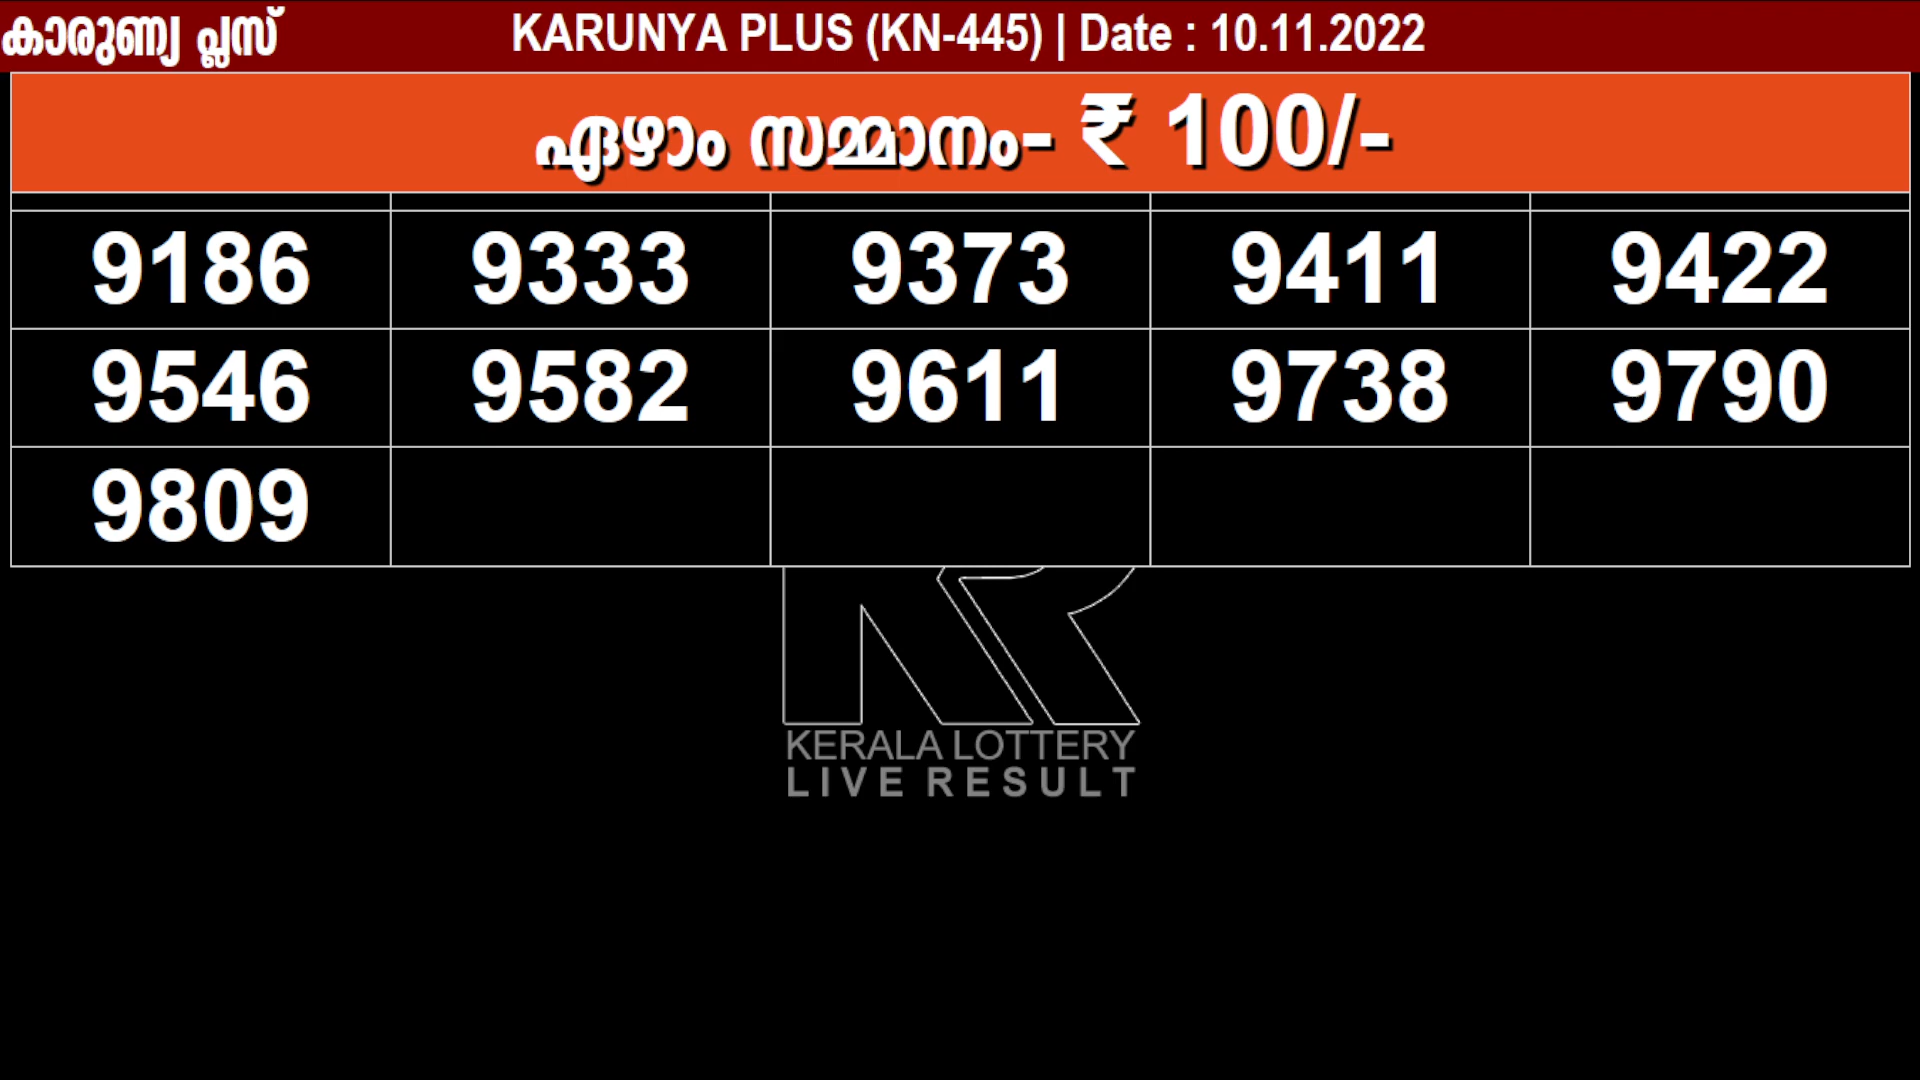 കാരുണ്യ പ്ലസ് KARUNYA PLUS (KN-445) | Date : 10.11.2022
ഏഴാം സമ്മാനം- ₹ 100/-
9186 9333 9373 9411 9422
9546 9582 9611 9738 9790
9809
KR
KERALA LOTTERY
LIVE RESULT